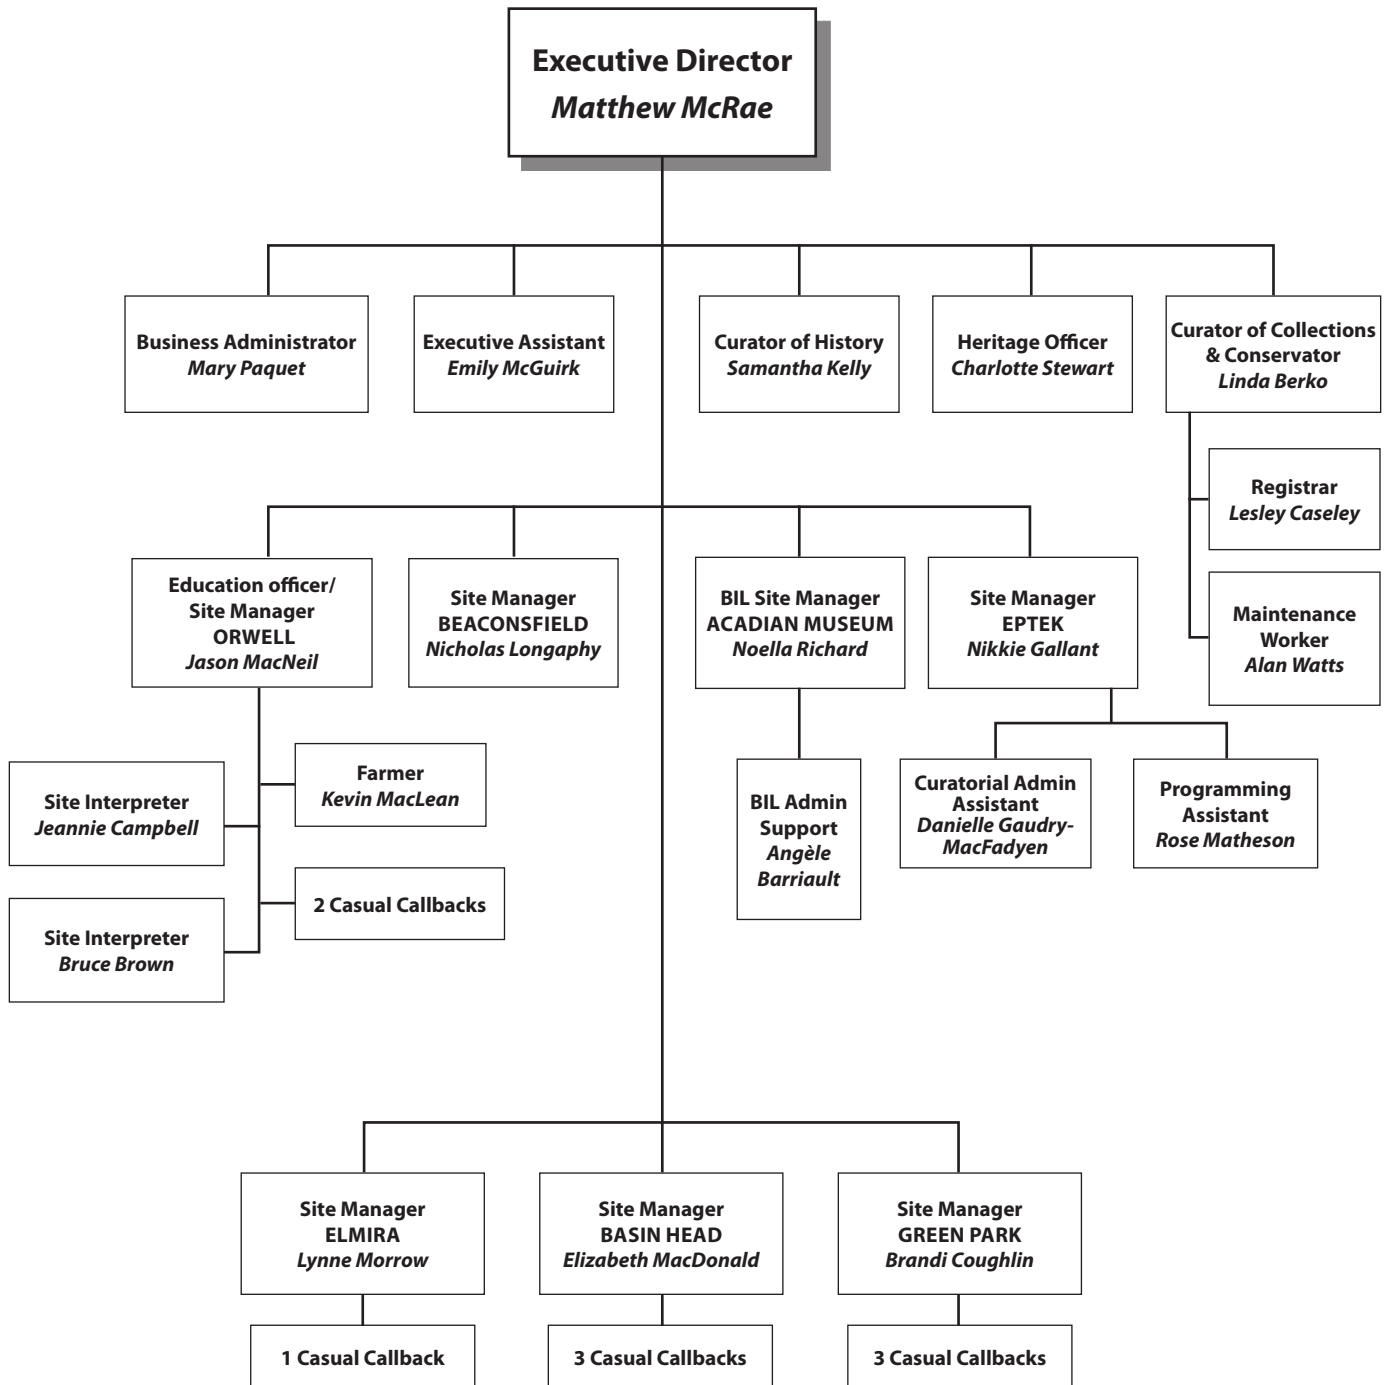 Executive Director
Matthew McRae
Business Administrator
Mary Paquet
Executive Assistant
Emily McGuirk
Curator of History
Samantha Kelly
Heritage Officer
Charlotte Stewart
Curator of Collections
& Conservator
Linda Berko
Registrar
Lesley Caseley
Maintenance
Worker
Alan Watts
Education officer/
Site Manager
ORWELL
Jason MacNeil
Site Manager
BEACONSFIELD
Nicholas Longaphy
BIL Site Manager
ACADIAN MUSEUM
Noella Richard
Site Manager
EPTEK
Nikkie Gallant
Farmer
Kevin MacLean
Site Interpreter
Jeannie Campbell
2 Casual Callbacks
Site Interpreter
Bruce Brown
BIL Admin
Support
Angèle
Barriault
Curatorial Admin
Assistant
Danielle Gaudry-
MacFadyen
Programming
Assistant
Rose Matheson
Site Manager
ELMIRA
Lynne Morrow
Site Manager
BASIN HEAD
Elizabeth MacDonald
Site Manager
GREEN PARK
Brandi Coughlin
1 Casual Callback
3 Casual Callbacks
3 Casual Callbacks